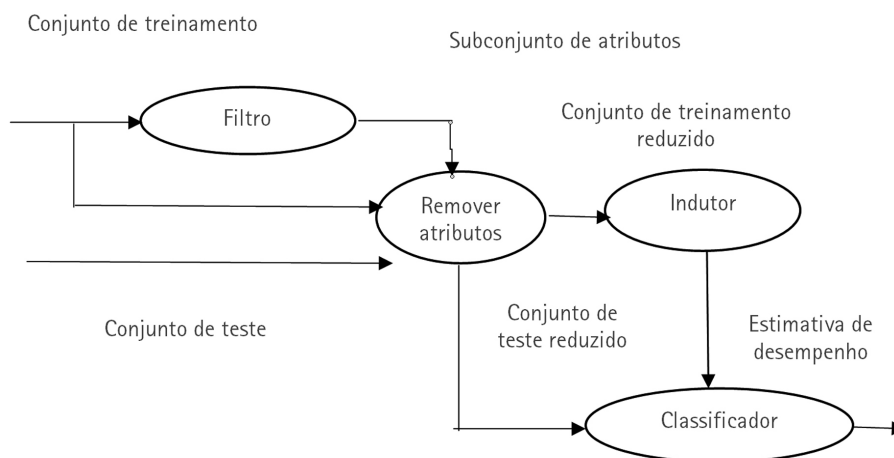 Conjunto de treinamento
Subconjunto de atributos
Filtro
Conjunto de treinamento
reduzido
Remover
atributos
Indutor
Conjunto de teste
Conjunto de
teste reduzido
Estimativa de
desempenho
Classificador